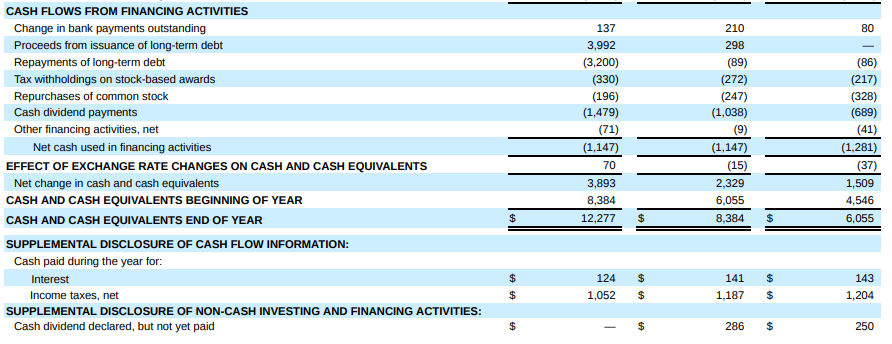 CASH FLOWS FROM FINANCING ACTIVITIES
Change in bank payments outstanding 137 210 80
Proceeds from issuance of long-term debt 3,992 298 —
Repayments of long-term debt (3,200) (89) (86)
Tax withholdings on stock-based awards (330) (272) (217)
Repurchases of common stock (196) (247) (328)
Cash dividend payments (1,479) (1,038) (689)
Other financing activities, net (71) (9) (41)
Net cash used in financing activities (1,147) (1,147) (1,281)
EFFECT OF EXCHANGE RATE CHANGES ON CASH AND CASH EQUIVALENTS 70 (15) (37)
Net change in cash and cash equivalents 3,893 2,329 1,509
CASH AND CASH EQUIVALENTS BEGINNING OF YEAR 8,384 6,055 4,546
CASH AND CASH EQUIVALENTS END OF YEAR $ 12,277 $ 8,384 $ 6,055
SUPPLEMENTAL DISCLOSURE OF CASH FLOW INFORMATION:
Cash paid during the year for:
Interest $ 124 $ 141 $ 143
Income taxes, net $ 1,052 $ 1,187 $ 1,204
SUPPLEMENTAL DISCLOSURE OF NON-CASH INVESTING AND FINANCING ACTIVITIES:
Cash dividend declared, but not yet paid $ — $ 286 $ 250